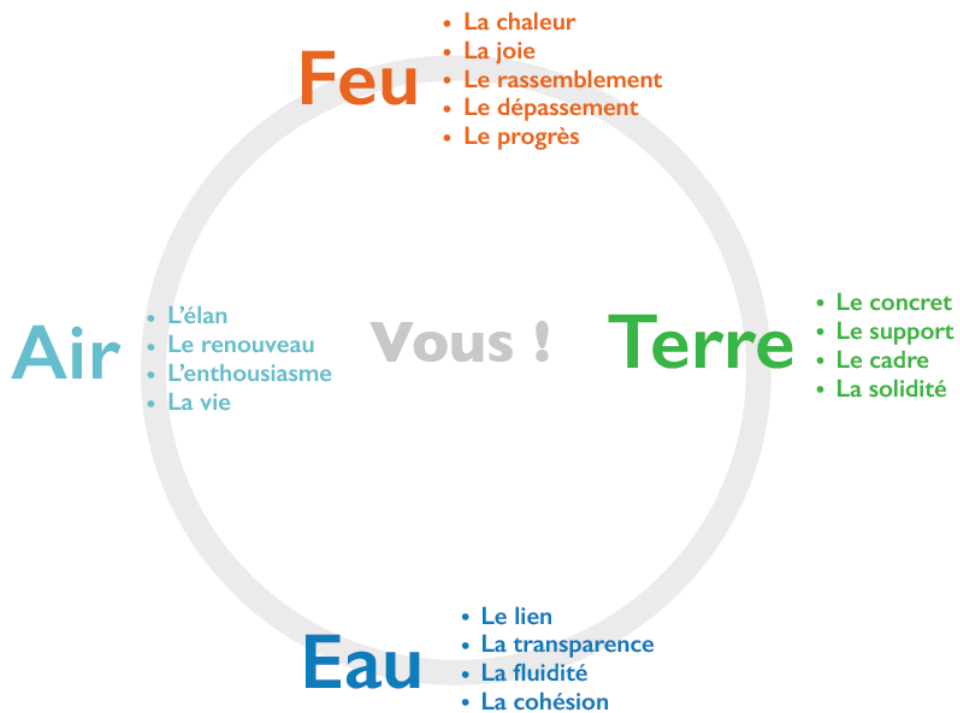 Feu
• La chaleur
• La joie
• Le rassemblement
• Le dépassement
• Le progrès
Air
• L’élan
• Le renouveau
• L’enthousiasme
• La vie
Vous !
Terre
• Le concret
• Le support
• Le cadre
• La solidité
Eau
• Le lien
• La transparence
• La fluidité
• La cohésion